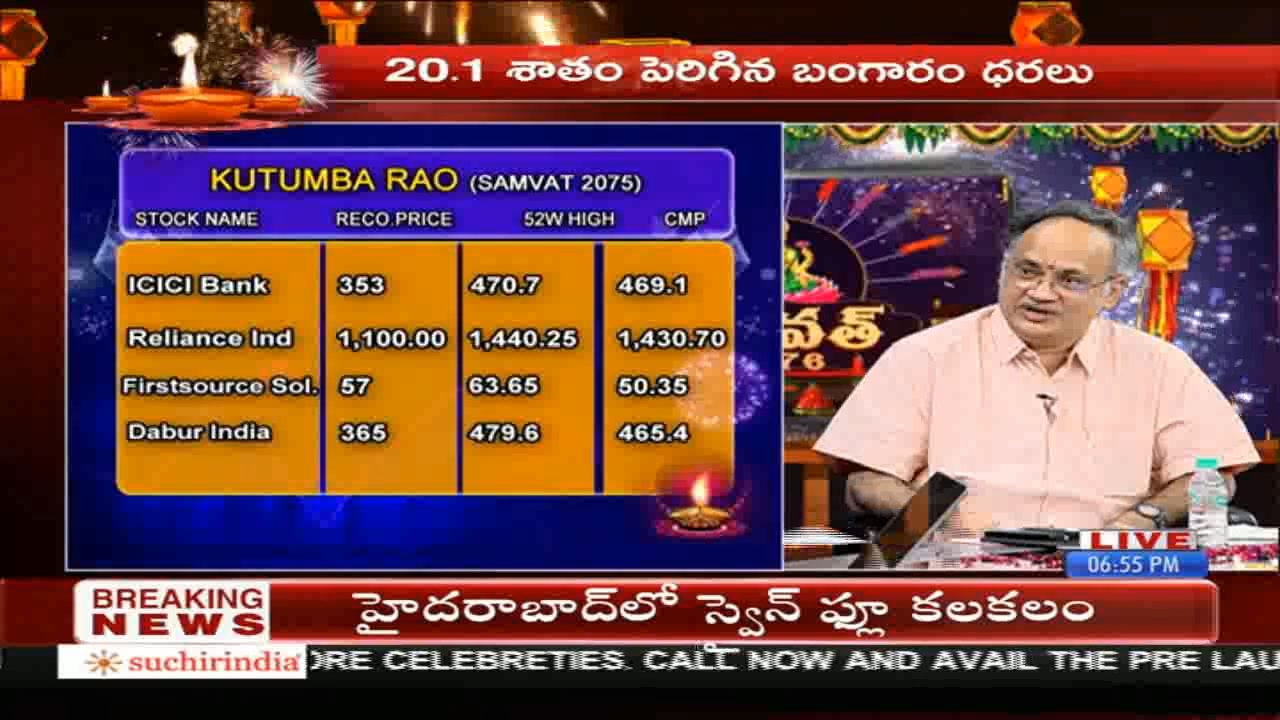 20.1 శాతం పెరిగిన బంగారం ధరలు
KUTUMBA RAO (SAMVAT 2075)
STOCK NAME RECO.PRICE 52W HIGH CMP
ICICI Bank 353 470.7 469.1
Reliance Ind 1,100.00 1,440.25 1,430.70
Firstsource Sol. 57 63.65 50.35
Dabur India 365 479.6 465.4
వత్
76
LIVE
06:55 PM
BREAKING
NEWS
హైదరాబాద్‌లో స్వైన్ ఫ్లూ కలకలం
suchirindia
ORE CELEBRETIES. CALL NOW AND AVAIL THE PRE LAU